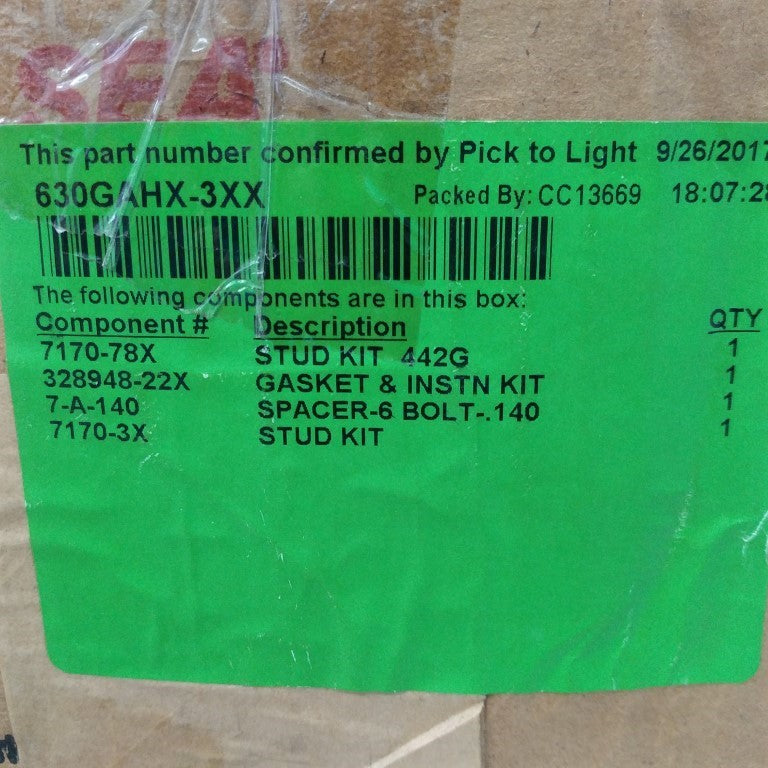 SEA
This part number confirmed by Pick to Light 9/26/2017
630GAHX-3XX Packed By: CC13669 18:07:28
The following components are in this box:
Component # Description QTY
7170-78X STUD KIT 442G 1
328948-22X GASKET & INSTN KIT 1
7-A-140 SPACER-6 BOLT-.140 1
7170-3X STUD KIT 1